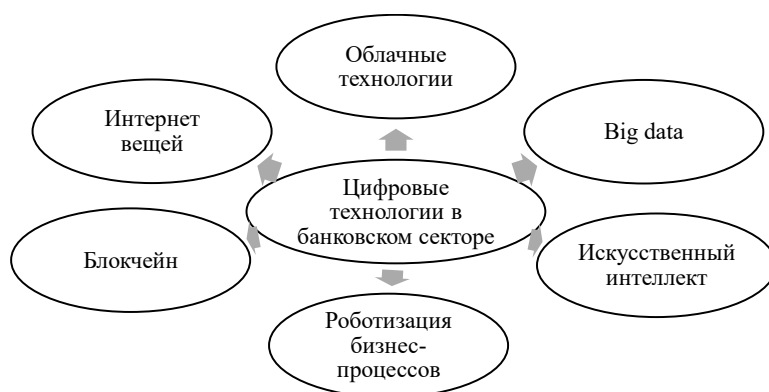 Облачные
технологии
Интернет
вещей
Big data
Цифровые
технологии в
банковском секторе
Блокчейн
Искусственный
интеллект
Роботизация
бизнес-
процессов